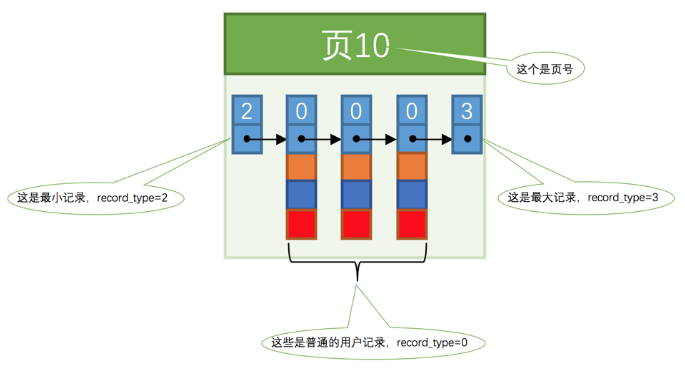 页10
这个是页号
2 0 0 0 3
这是最小记录，record_type=2
这是最大记录，record_type=3
这些是普通的用户记录，record_type=0